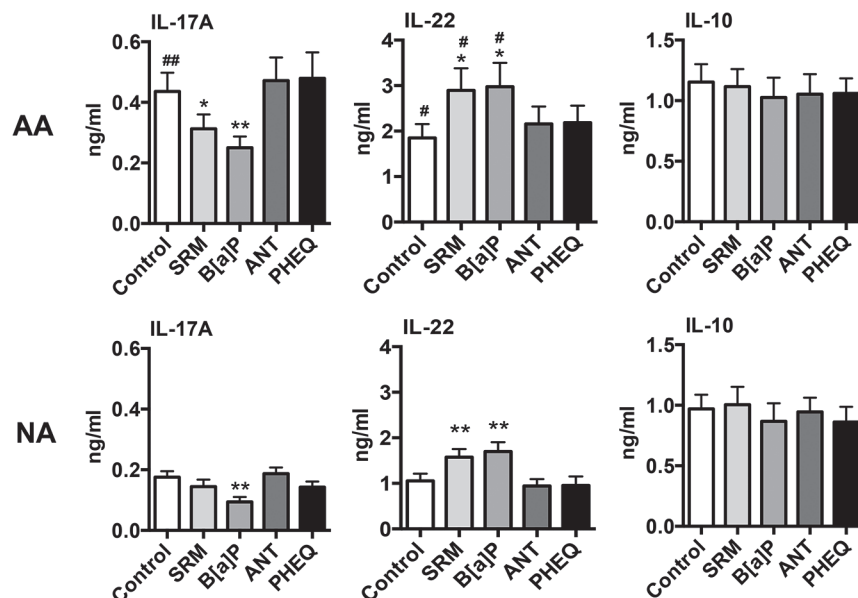 IL-17A
IL-22
IL-10
AA
ng/ml
0.6
0.4
0.2
0.0
##
*
**
Control
SRM
B[a]P
ANT
PHEQ
ng/ml
4
3
2
1
0
#
#
*
#
*
Control
SRM
B[a]P
ANT
PHEQ
ng/ml
1.5
1.0
0.5
0.0
Control
SRM
B[a]P
ANT
PHEQ
IL-17A
IL-22
IL-10
NA
ng/ml
0.6
0.4
0.2
0.0
**
Control
SRM
B[a]P
ANT
PHEQ
ng/ml
4
3
2
1
0
**
**
Control
SRM
B[a]P
ANT
PHEQ
ng/ml
1.5
1.0
0.5
0.0
Control
SRM
B[a]P
ANT
PHEQ